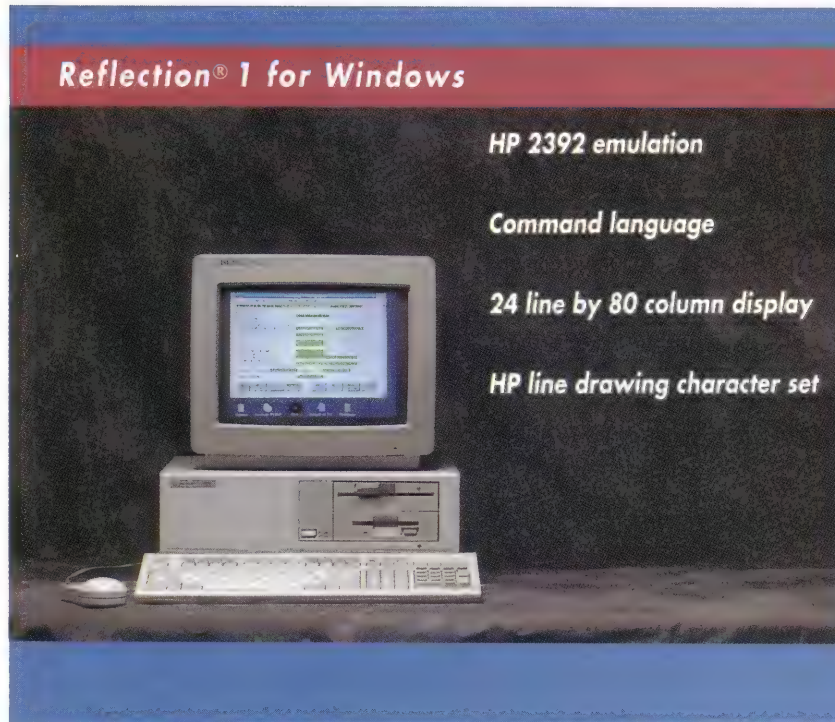 Reflection® 1 for Windows
HP 2392 emulation
Command language
24 line by 80 column display
HP line drawing character set